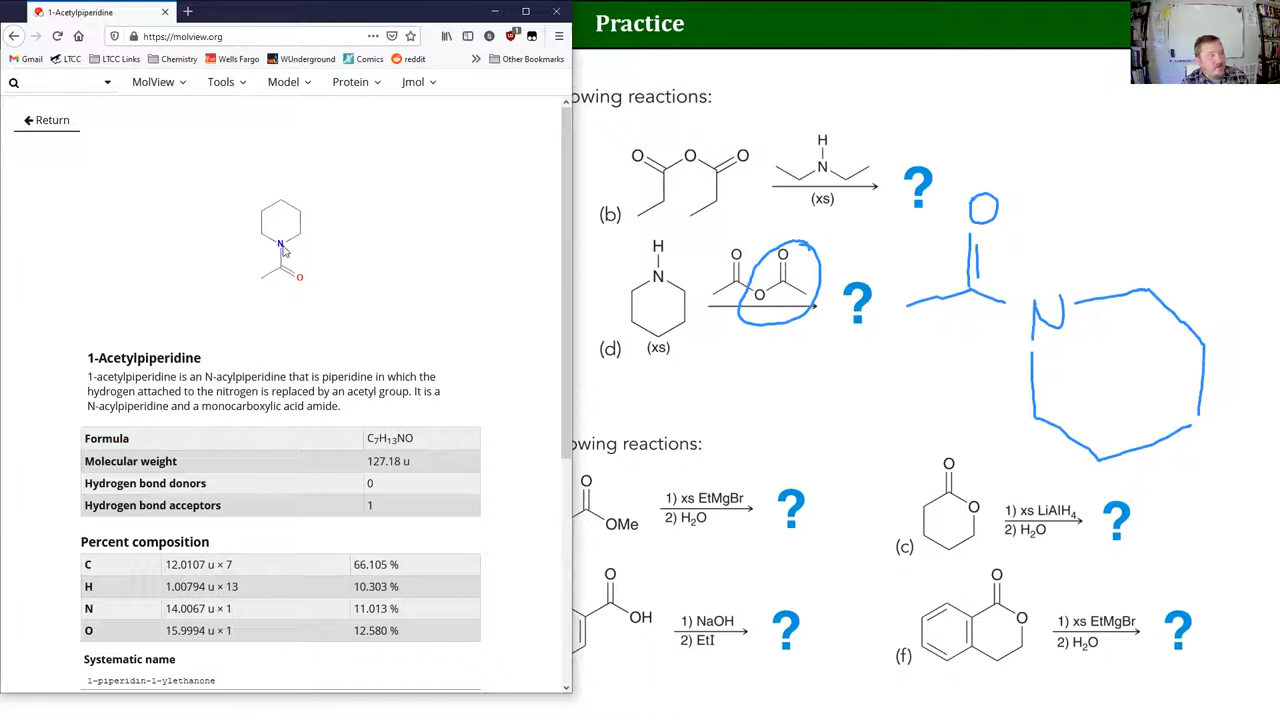 1-Acetylpiperidine
Practice
https://molview.org
Gmail LTCC LTCC Links Chemistry Wells Fargo WUnderground Comics reddit Other Bookmarks
MolView Tools Model Protein Jmol
Return
N
O
1-Acetylpiperidine
1-acetylpiperidine is an N-acylpiperidine that is piperidine in which the
hydrogen attached to the nitrogen is replaced by an acetyl group. It is a
N-acylpiperidine and a monocarboxylic acid amide.
Formula C7H13NO
Molecular weight 127.18 u
Hydrogen bond donors 0
Hydrogen bond acceptors 1
Percent composition
C 12.0107 u × 7 66.105 %
H 1.00794 u × 13 10.303 %
N 14.0067 u × 1 11.013 %
O 15.9994 u × 1 12.580 %
Systematic name
1-piperidin-1-ylethanone
owing reactions:
O O O
H
N
(xs)
?
(b)
H
N
(xs)
O O
O
?
(d)
O
N
owing reactions:
O
OMe
1) xs EtMgBr
2) H2O
?
(c)
O
O
1) xs LiAlH4
2) H2O
?
O
OH
1) NaOH
2) EtI
?
(f)
O
O
1) xs EtMgBr
2) H2O
?